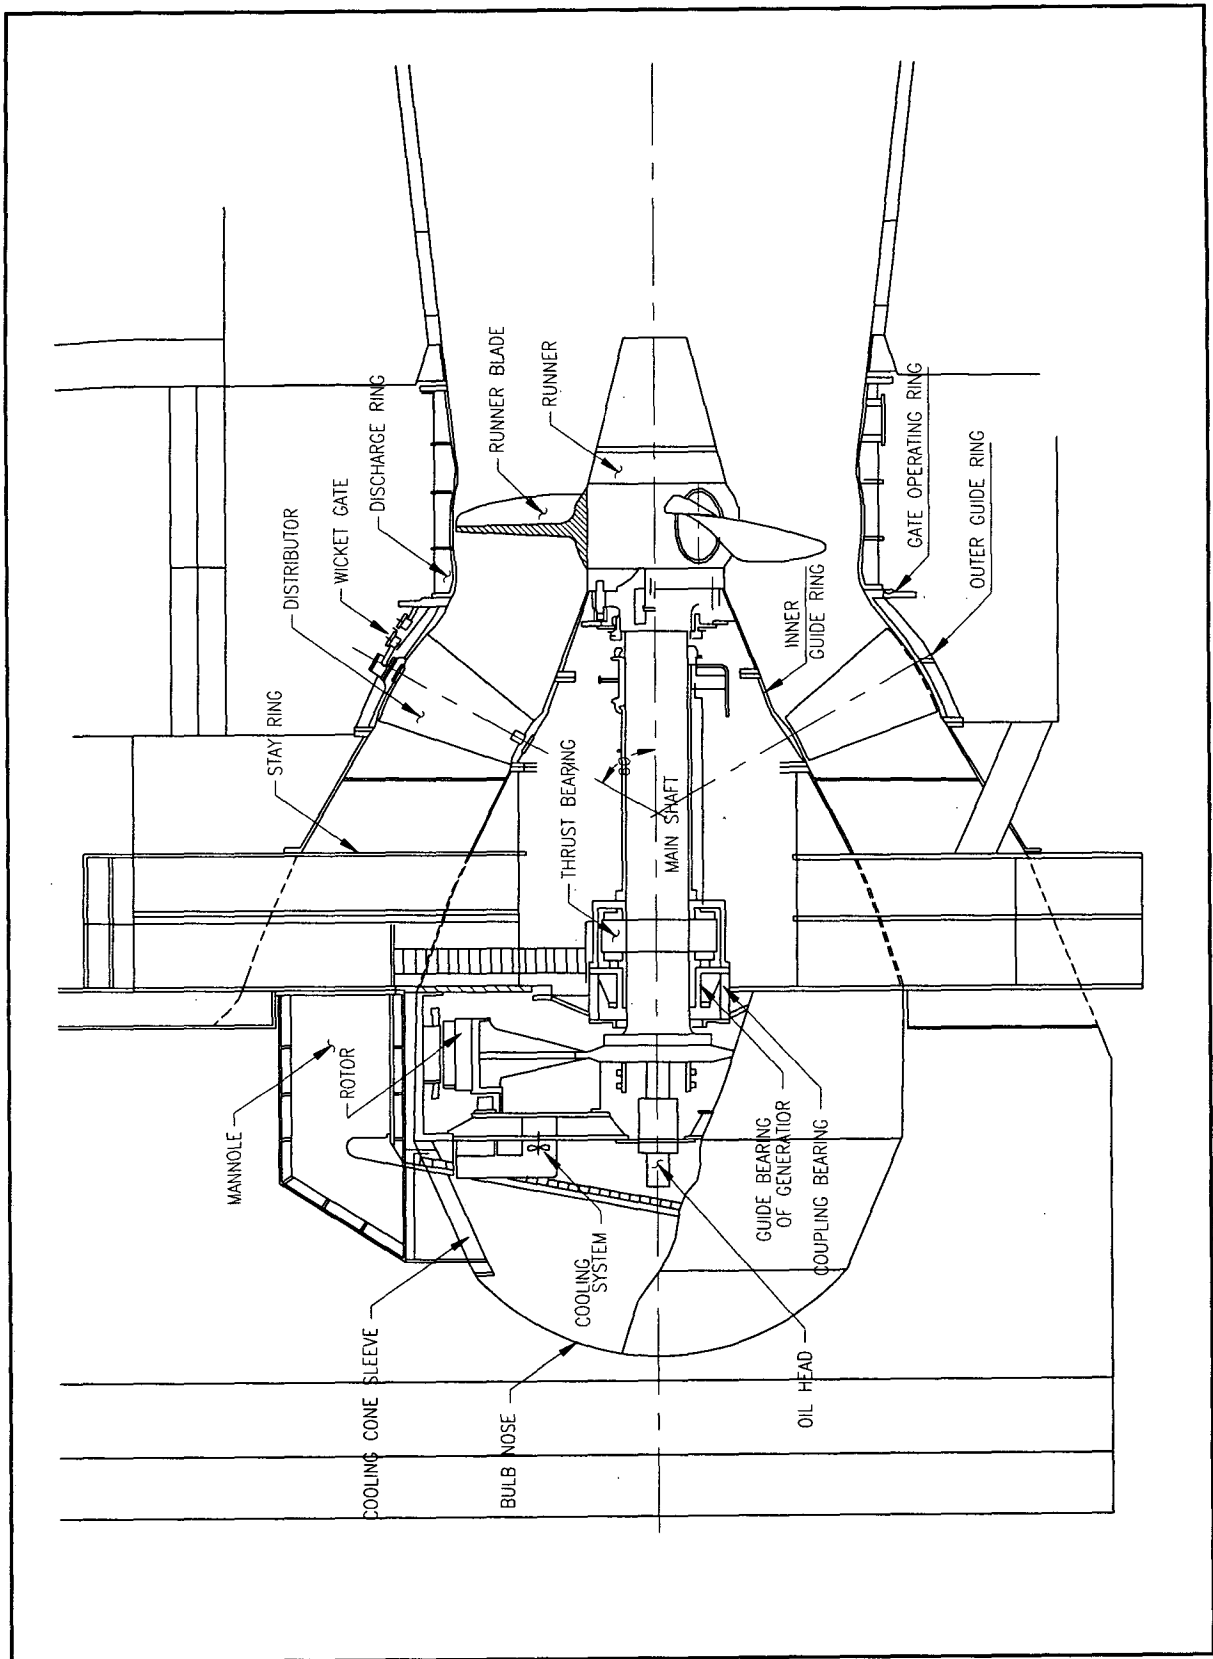 MANNOLE
STAY RING
DISTRIBUTOR
WICKET GATE
ROTOR
COOLING CONE SLEEVE
DISCHARGE RING
RUNNER BLADE
BULB NOSE
RUNNER
THRUST BEARING
COOLING
SYSTEM
MAIN SHAFT
GUIDE BEARING
OF GENERATIOR
INNER
GUIDE RING
OIL HEAD
COUPLING BEARING
GATE OPERATING RING
OUTER GUIDE RING